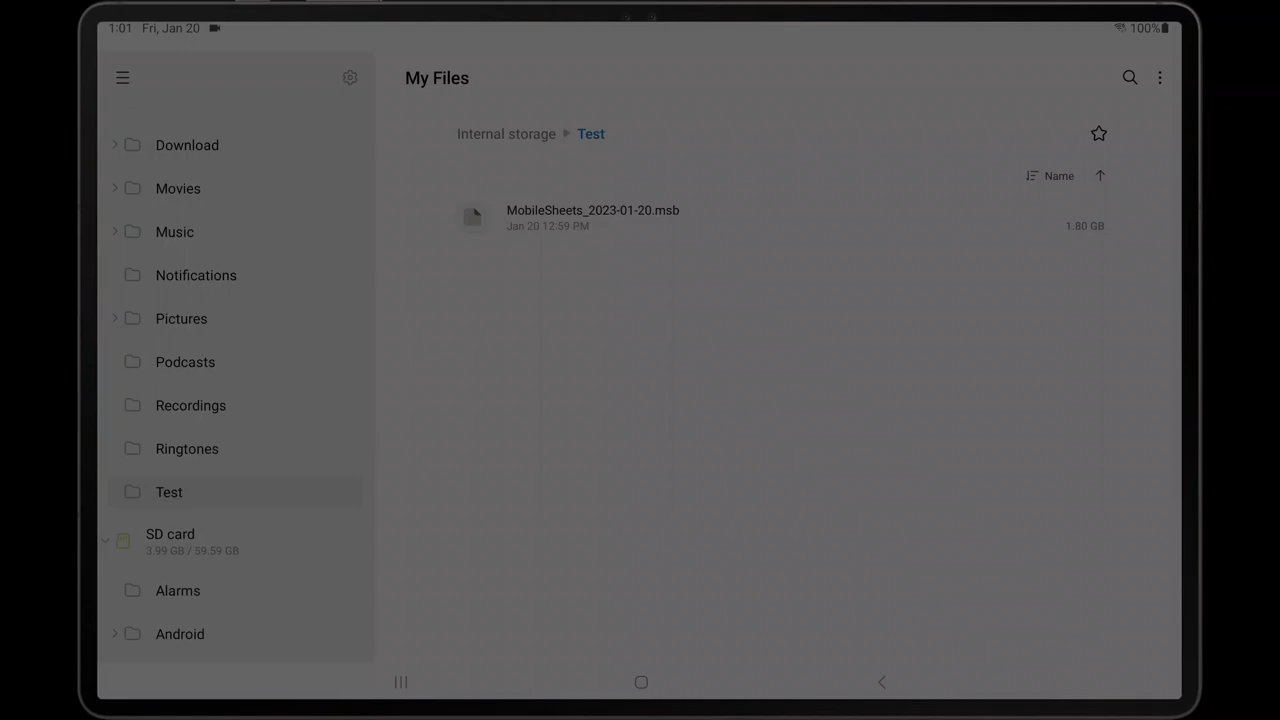 1:01 Fri, Jan 20
100%
My Files
Download
Movies
Music
Notifications
Pictures
Podcasts
Recordings
Ringtones
Test
SD card
3.99 GB / 59.59 GB
Alarms
Android
Internal storage Test
Name
MobileSheets_2023-01-20.msb
Jan 20 12:59 PM
1.80 GB